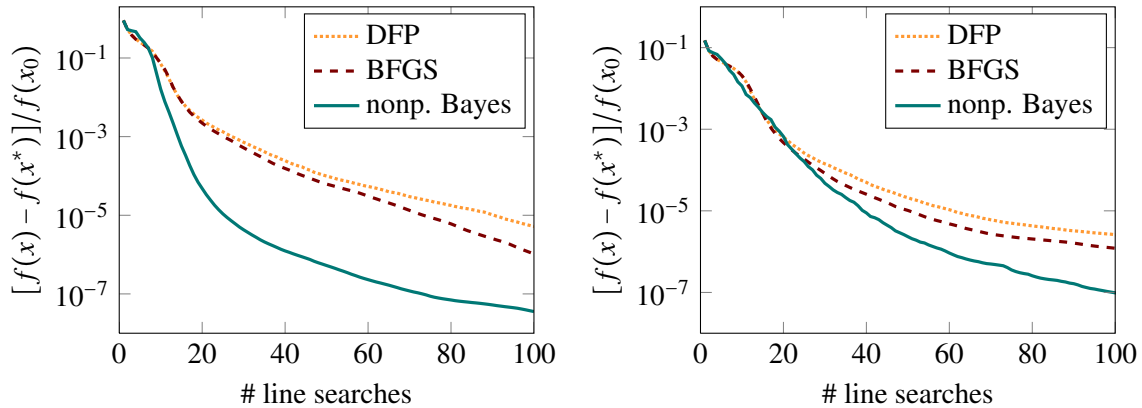 [f(x) − f(x*)]/f(x₀)
10⁻¹
10⁻³
10⁻⁵
10⁻⁷
DFP
BFGS
nonp. Bayes
0 20 40 60 80 100
# line searches
[f(x) − f(x*)]/f(x₀)
10⁻¹
10⁻³
10⁻⁵
10⁻⁷
DFP
BFGS
nonp. Bayes
0 20 40 60 80 100
# line searches